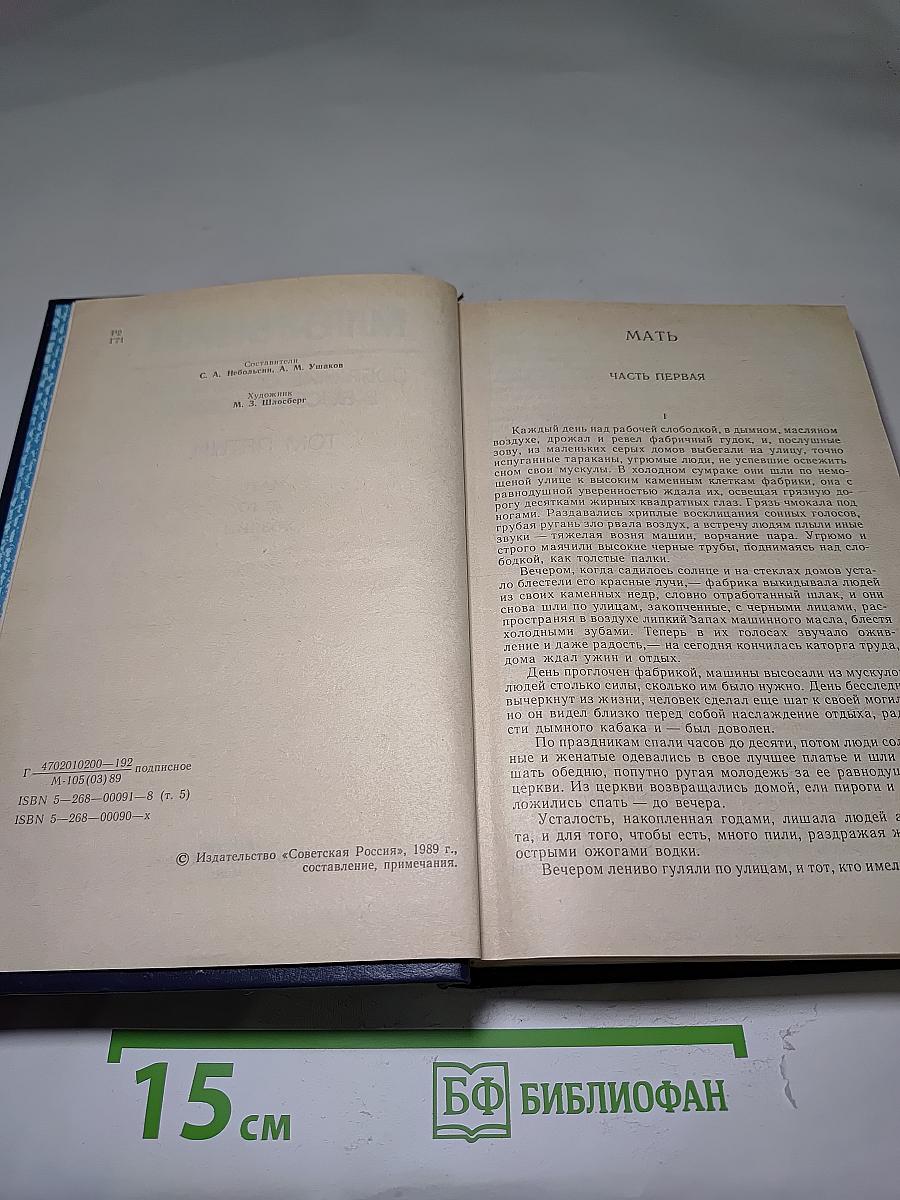 Р2
Г71
Составители
С. А. Небольсин, А. М. Ушаков
Художник
М. З. Шлосберг
Г 4702010200—192 подписное
М-105(03)89
ISBN 5—268—00091—8 (т. 5)
ISBN 5—268—00090—х
© Издательство «Советская Россия», 1989 г.,
составление, примечания.
МАТЬ
ЧАСТЬ ПЕРВАЯ
I
Каждый день над рабочей слободкой, в дымном, масляном
воздухе, дрожал и ревел фабричный гудок, и, послушные
зову, из маленьких серых домов выбегали на улицу, точно
испуганные тараканы, угрюмые люди, не успевшие освежить
сном свои мускулы. В холодном сумраке они шли по немо-
щеной улице к высоким каменным клеткам фабрики, она с
равнодушной уверенностью ждала их, освещая грязную до-
рогу десятками жирных квадратных глаз. Грязь чмокала под
ногами. Раздавались хриплые восклицания сонных голосов,
грубая ругань зло рвала воздух, а встречу людям плыли иные
звуки — тяжелая возня машин, ворчание пара. Угрюмо и
строго маячили высокие черные трубы, поднимаясь над сло-
бодкой, как толстые палки.
Вечером, когда садилось солнце и на стеклах домов уста-
ло блестели его красные лучи,— фабрика выкидывала людей
из своих каменных недр, словно отработанный шлак, и они
снова шли по улицам, закопченные, с черными лицами, рас-
пространяя в воздухе липкий запах машинного масла, блестя
холодными зубами. Теперь в их голосах звучало ожив-
ление и даже радость,— на сегодня кончилась каторга труда,
дома ждал ужин и отдых.
День проглочен фабрикой, машины высосали из мускулов
людей столько силы, сколько им было нужно. День бесслед
вычеркнут из жизни, человек сделал еще шаг к своей могил
но он видел близко перед собой наслаждение отдыха, рад
сти дымного кабака и — был доволен.
По праздникам спали часов до десяти, потом люди сол
ные и женатые одевались в свое лучшее платье и шли
шать обедню, попутно ругая молодежь за ее равнодуш
церкви. Из церкви возвращались домой, ели пироги и
ложились спать — до вечера.
Усталость, накопленная годами, лишала людей а
та, и для того, чтобы есть, много пили, раздражая ж
острыми ожогами водки.
Вечером лениво гуляли по улицам, и тот, кто имел
15 см
БФ БИБЛИОФАН